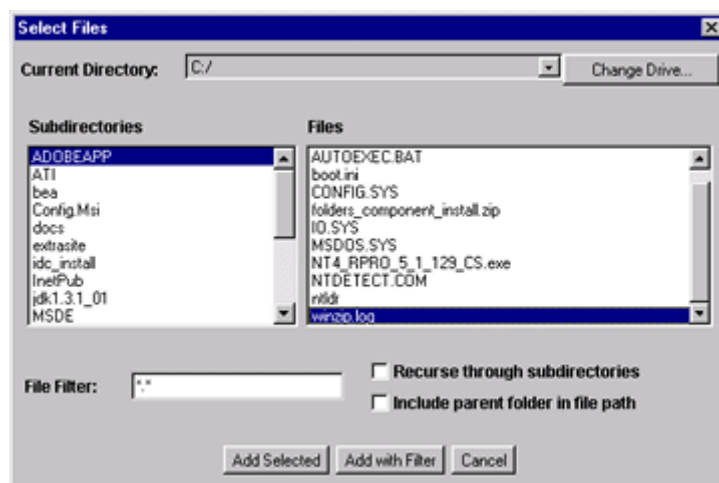 Select Files
Current Directory: C:/ Change Drive...
Subdirectories
ADOBEAPP
ATI
bea
Config.Msi
docs
extrasite
idc_install
InetPub
jdk1.3.1_01
MSDE
Files
AUTOEXEC.BAT
boot.ini
CONFIG.SYS
folders_component_install.zip
IO.SYS
MSDOS.SYS
NT4_RPRO_5_1_129_CS.exe
NTDETECT.COM
ntldr
winzip.log
File Filter: *.*
Recurse through subdirectories
Include parent folder in file path
Add Selected Add with Filter Cancel